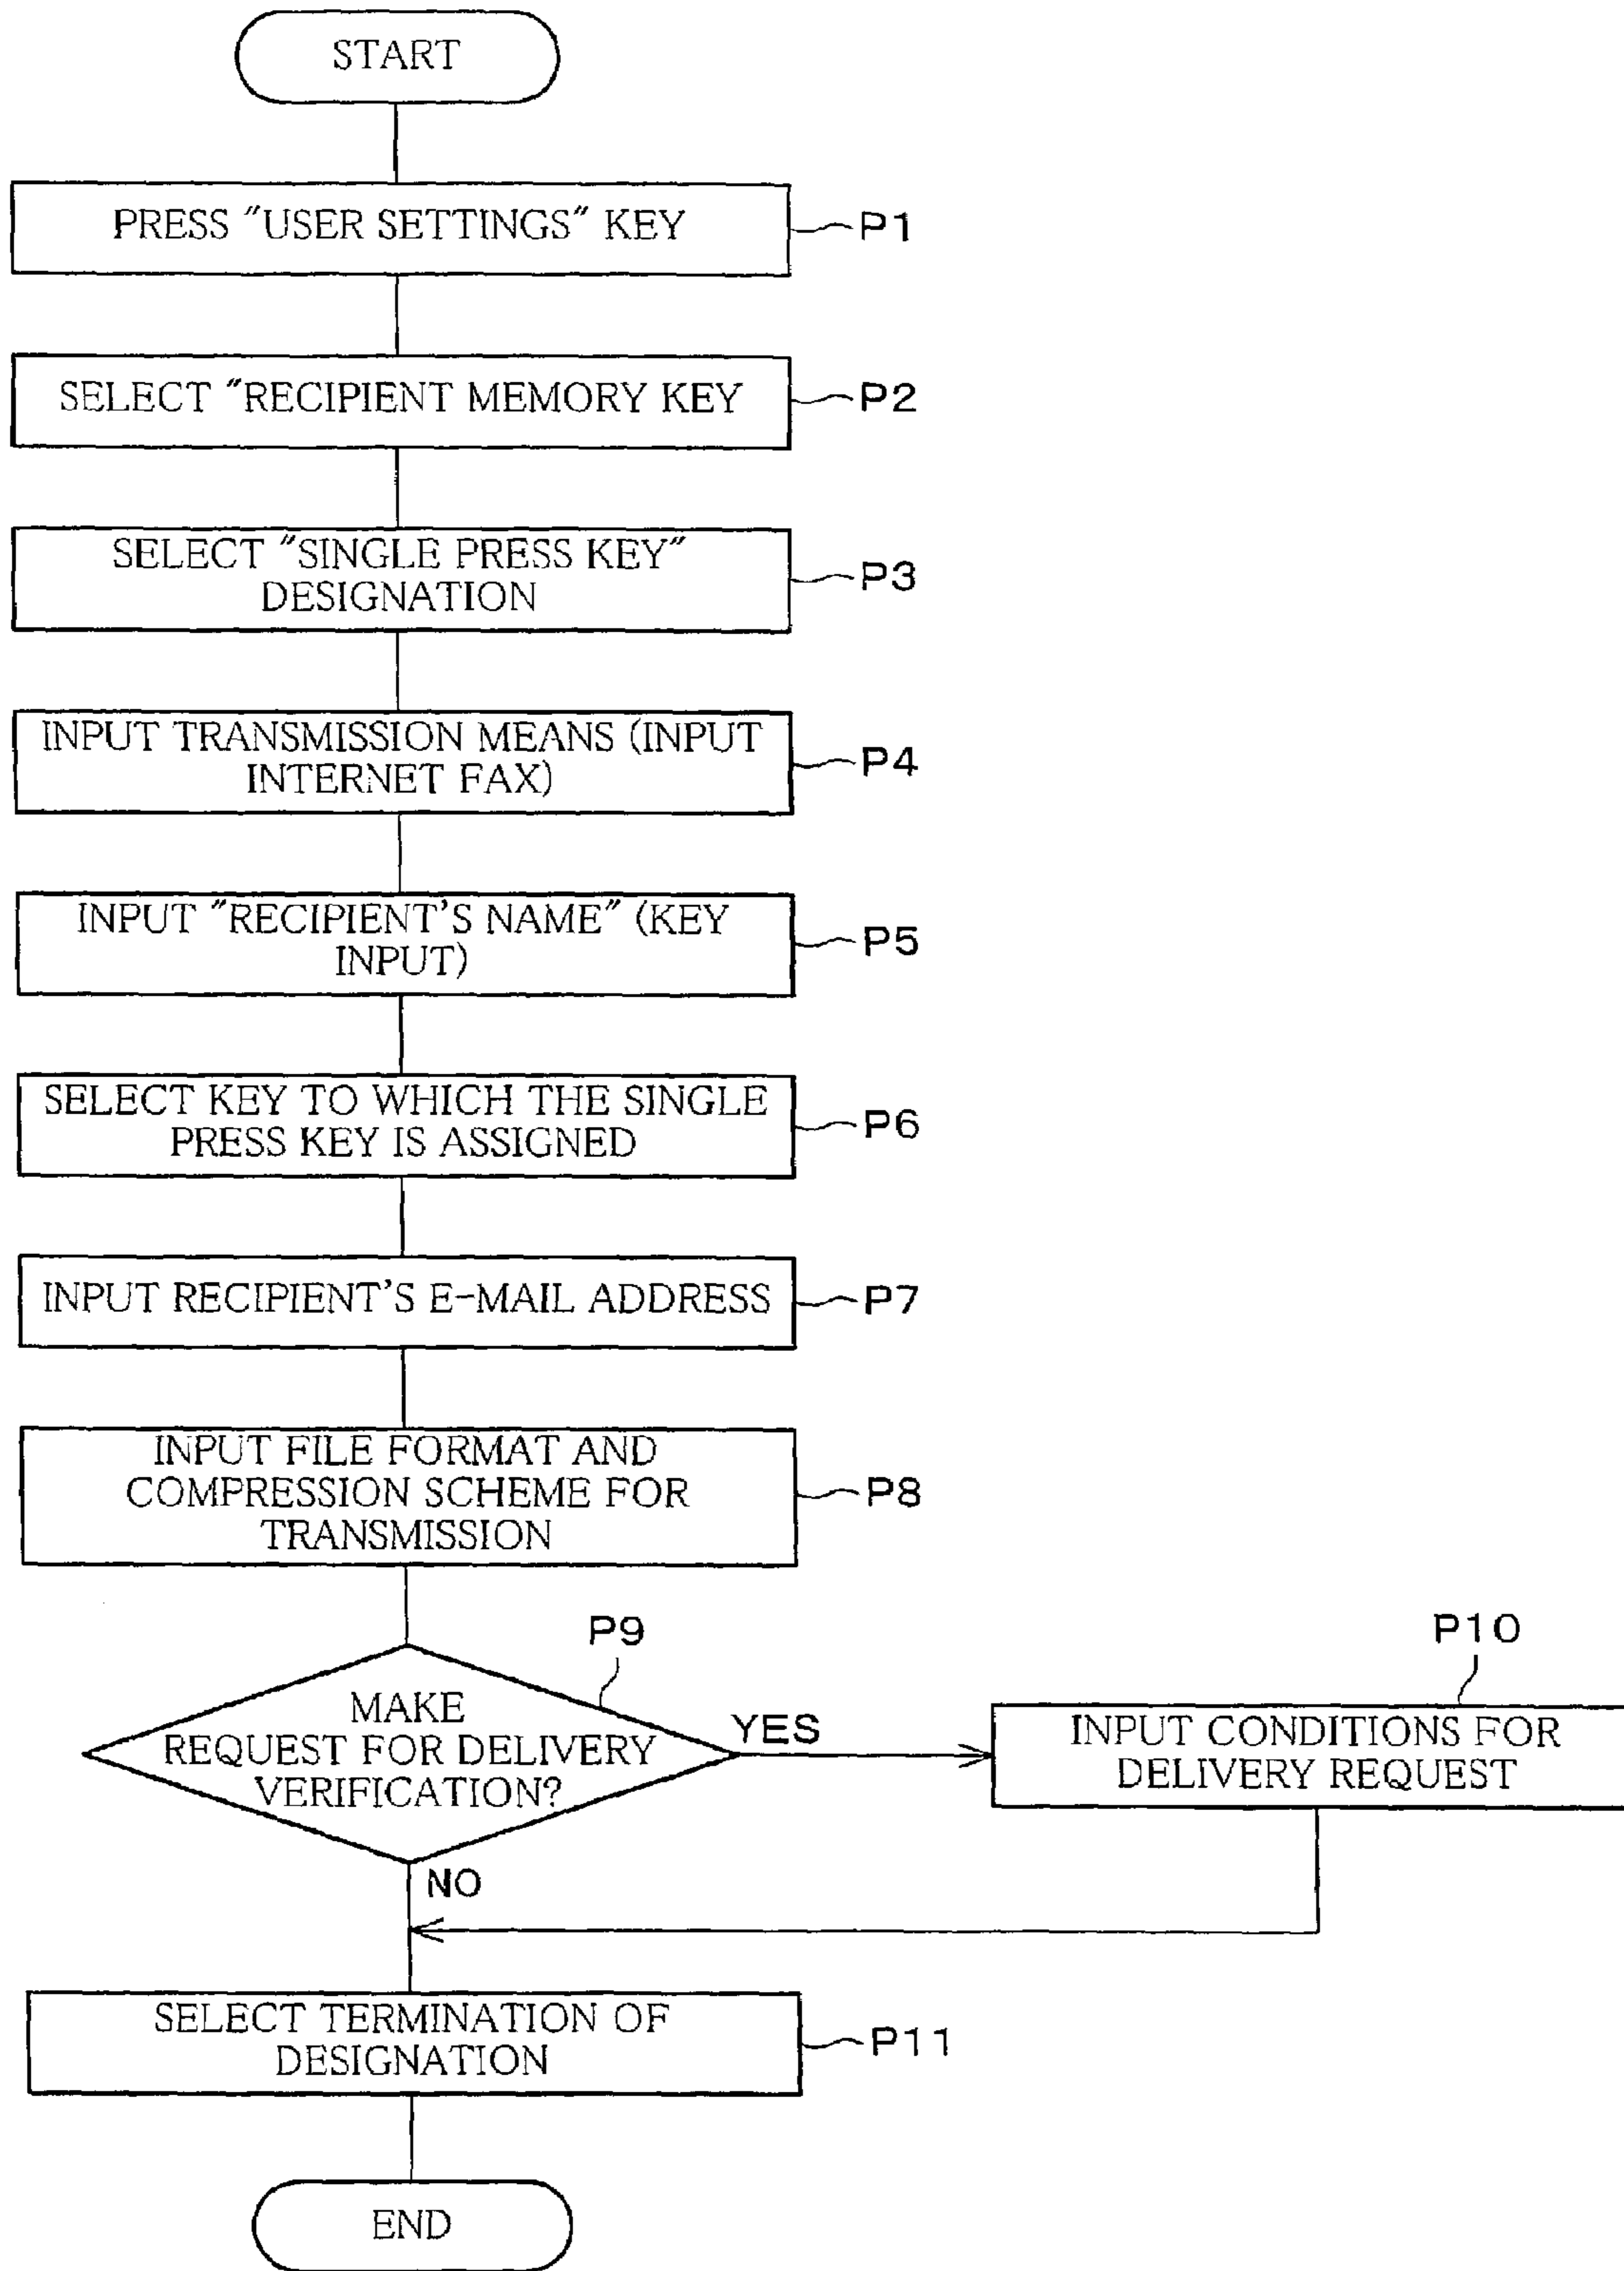 START
PRESS "USER SETTINGS" KEY
P1
SELECT "RECIPIENT MEMORY KEY
P2
SELECT "SINGLE PRESS KEY"
DESIGNATION
P3
INPUT TRANSMISSION MEANS (INPUT
INTERNET FAX)
P4
INPUT "RECIPIENT'S NAME" (KEY
INPUT)
P5
SELECT KEY TO WHICH THE SINGLE
PRESS KEY IS ASSIGNED
P6
INPUT RECIPIENT'S E-MAIL ADDRESS
P7
INPUT FILE FORMAT AND
COMPRESSION SCHEME FOR
TRANSMISSION
P8
P9
MAKE
REQUEST FOR DELIVERY
VERIFICATION?
YES
P10
INPUT CONDITIONS FOR
DELIVERY REQUEST
NO
SELECT TERMINATION OF
DESIGNATION
P11
END